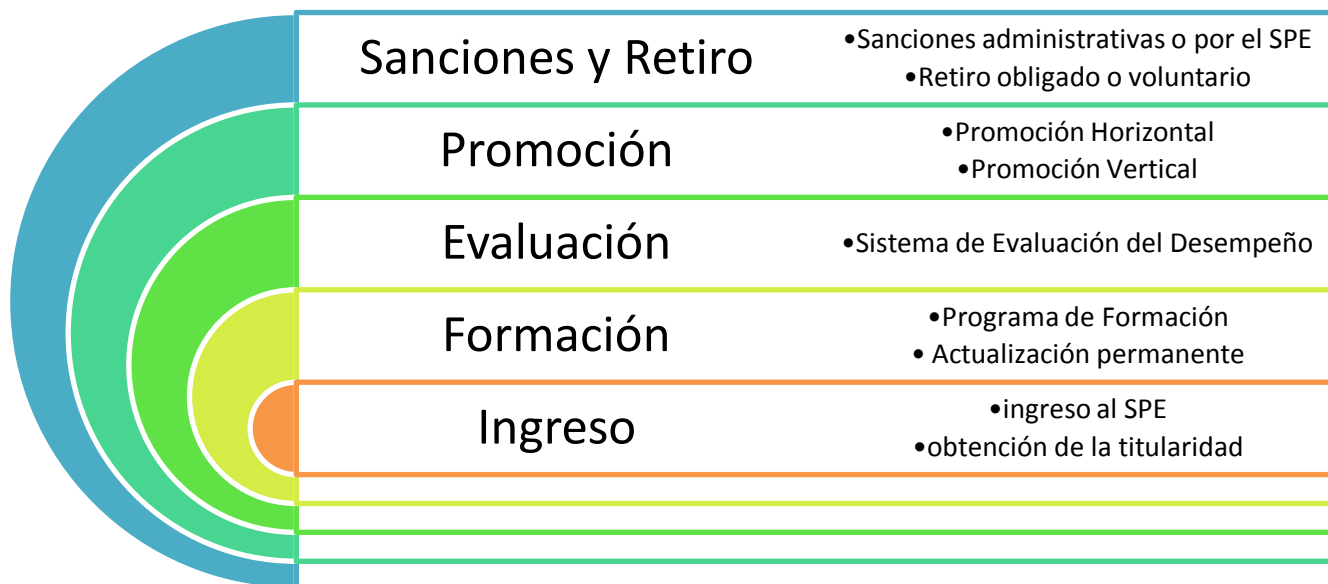 Sanciones y Retiro
•Sanciones administrativas o por el SPE
•Retiro obligado o voluntario
Promoción
•Promoción Horizontal
•Promoción Vertical
Evaluación
•Sistema de Evaluación del Desempeño
Formación
•Programa de Formación
• Actualización permanente
Ingreso
•ingreso al SPE
•obtención de la titularidad